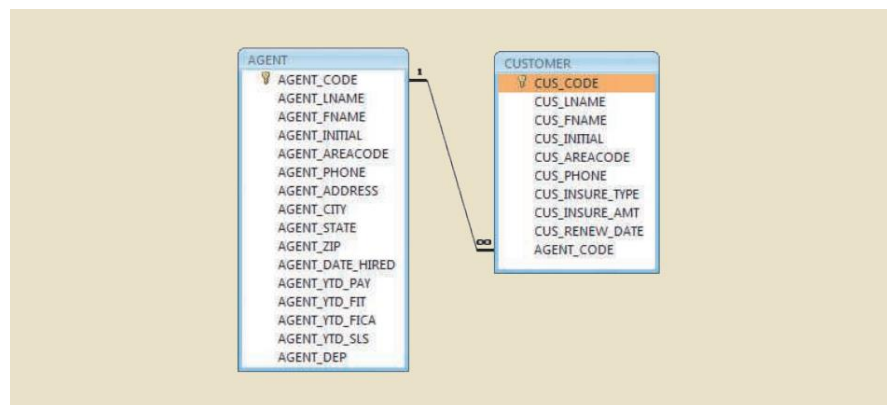 AGENT
AGENT_CODE
AGENT_LNAME
AGENT_FNAME
AGENT_INITIAL
AGENT_AREACODE
AGENT_PHONE
AGENT_ADDRESS
AGENT_CITY
AGENT_STATE
AGENT_ZIP
AGENT_DATE_HIRED
AGENT_YTD_PAY
AGENT_YTD_FIT
AGENT_YTD_FICA
AGENT_YTD_SLS
AGENT_DEP
1
∞
CUSTOMER
CUS_CODE
CUS_LNAME
CUS_FNAME
CUS_INITIAL
CUS_AREACODE
CUS_PHONE
CUS_INSURE_TYPE
CUS_INSURE_AMT
CUS_RENEW_DATE
AGENT_CODE